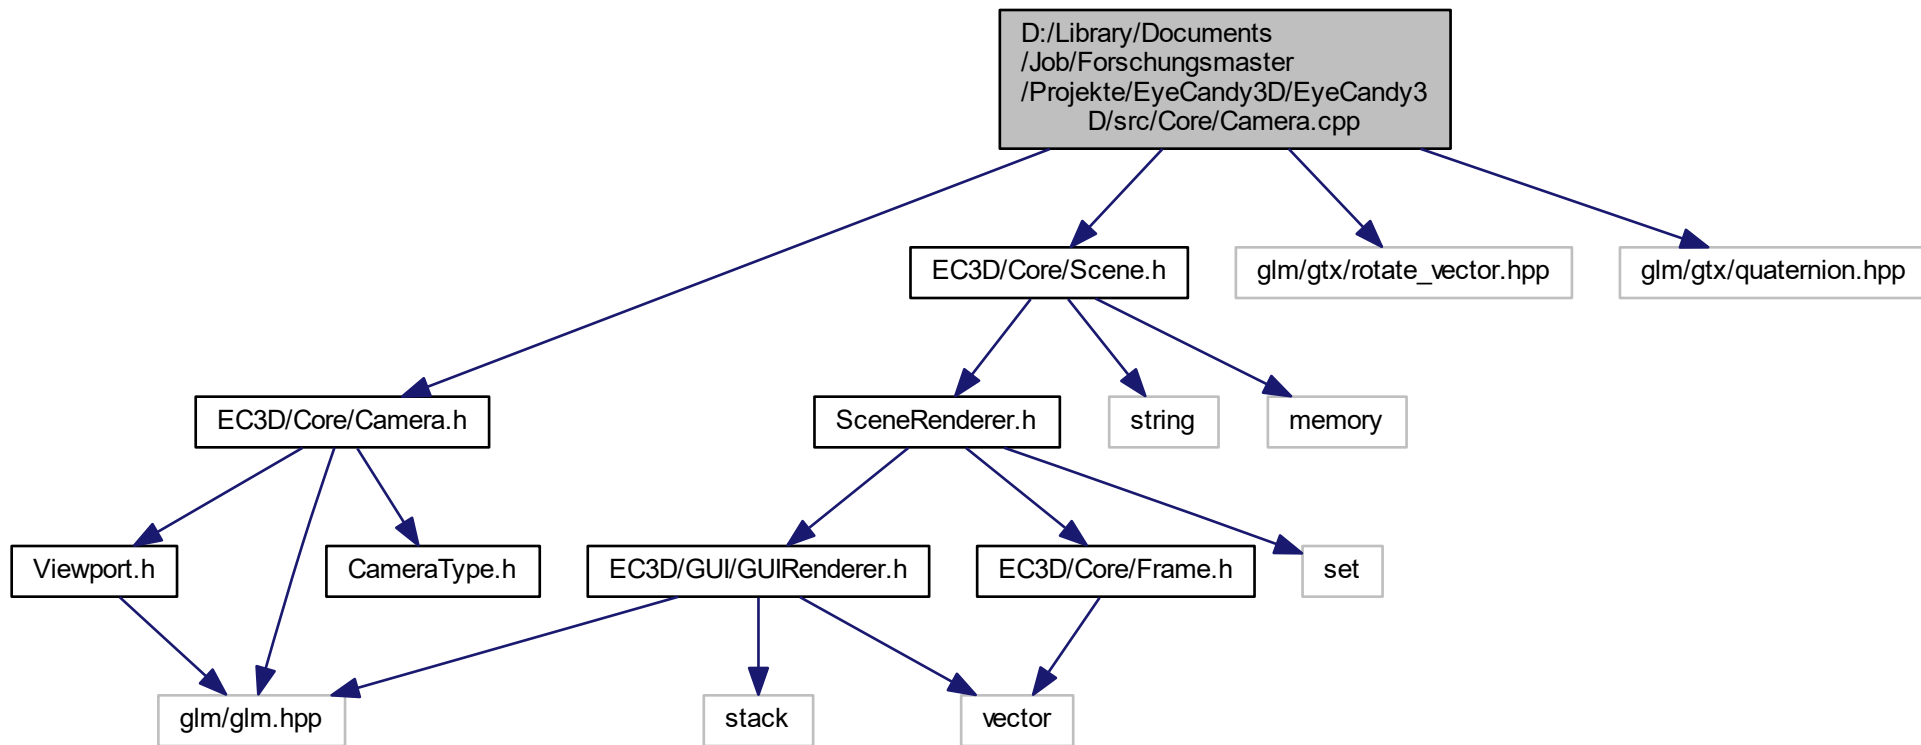 D:/Library/Documents
/Job/Forschungsmaster
/Projekte/EyeCandy3D/EyeCandy3
D/src/Core/Camera.cpp
EC3D/Core/Scene.h
glm/gtx/rotate_vector.hpp
glm/gtx/quaternion.hpp
EC3D/Core/Camera.h
SceneRenderer.h
string
memory
Viewport.h
CameraType.h
EC3D/GUI/GUIRenderer.h
EC3D/Core/Frame.h
set
glm/glm.hpp
stack
vector